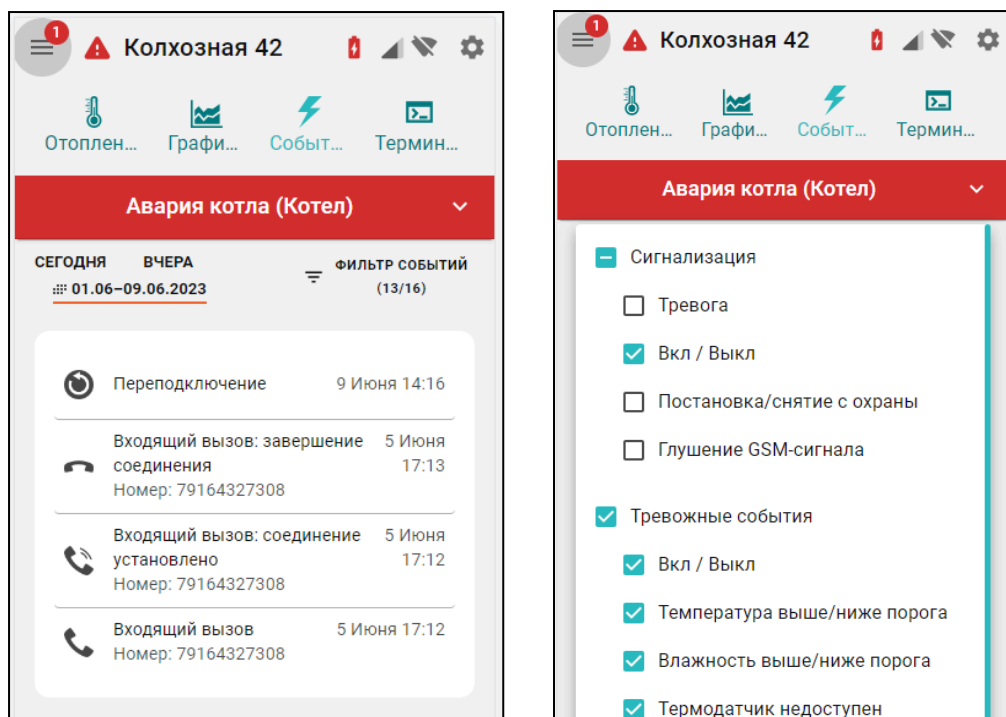 1
Колхозная 42
Отоплен...
Графи...
Событ...
Термин...
Авария котла (Котел)
СЕГОДНЯ
ВЧЕРА
01.06–09.06.2023
ФИЛЬТР СОБЫТИЙ
(13/16)
Переподключение
9 Июня 14:16
Входящий вызов: завершение
соединения
Номер: 79164327308
5 Июня
17:13
Входящий вызов: соединение
установлено
Номер: 79164327308
5 Июня
17:12
Входящий вызов
Номер: 79164327308
5 Июня 17:12
1
Колхозная 42
Отоплен...
Графи...
Событ...
Термин...
Авария котла (Котел)
Сигнализация
Тревога
Вкл / Выкл
Постановка/снятие с охраны
Глушение GSM-сигнала
Тревожные события
Вкл / Выкл
Температура выше/ниже порога
Влажность выше/ниже порога
Термодатчик недоступен